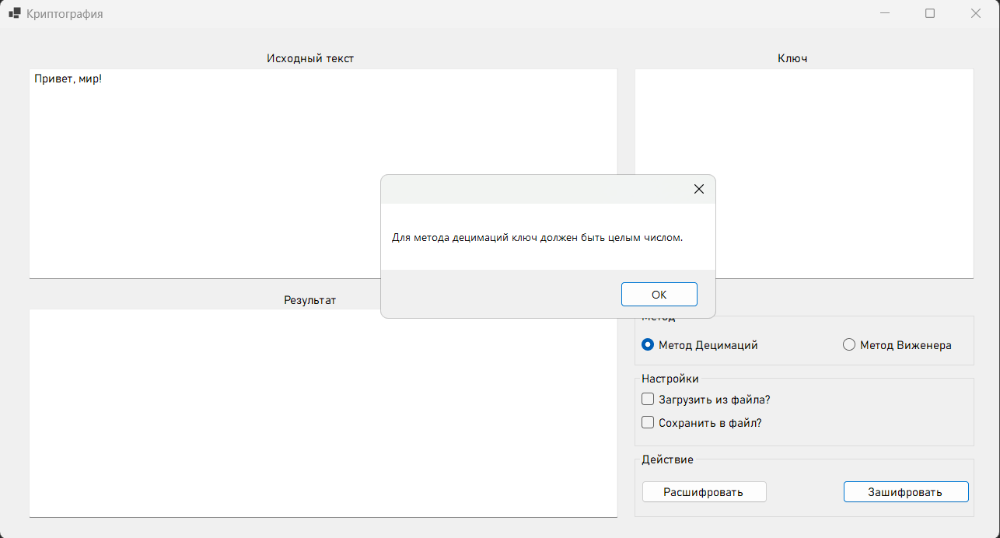 Криптография
Исходный текст
Ключ
Привет, мир!
Для метода децимаций ключ должен быть целым числом.
OK
Результат
Метод
Метод Децимаций
Метод Виженера
Настройки
Загрузить из файла?
Сохранить в файл?
Действие
Расшифровать
Зашифровать